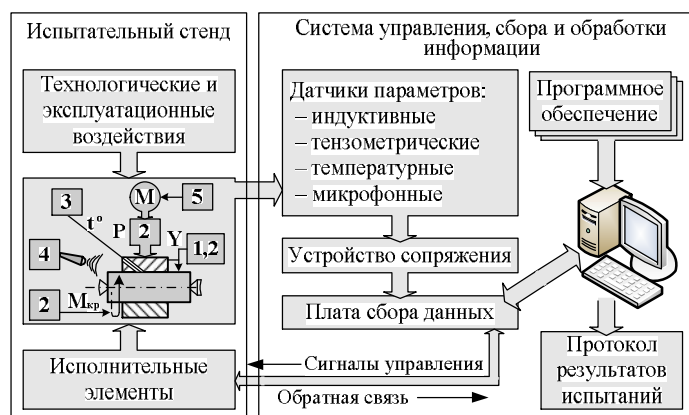 Испытательный стенд
Система управления, сбора и обработки
информации
Технологические и
эксплуатационные
воздействия
Датчики параметров:
– индуктивные
– тензометрические
– температурные
– микрофонные
Программное
обеспечение
3
M
5
t°
P
2
Y
1,2
4
2
Mкр
Устройство сопряжения
Плата сбора данных
Исполнительные
элементы
Сигналы управления
Обратная связь
Протокол
результатов
испытаний